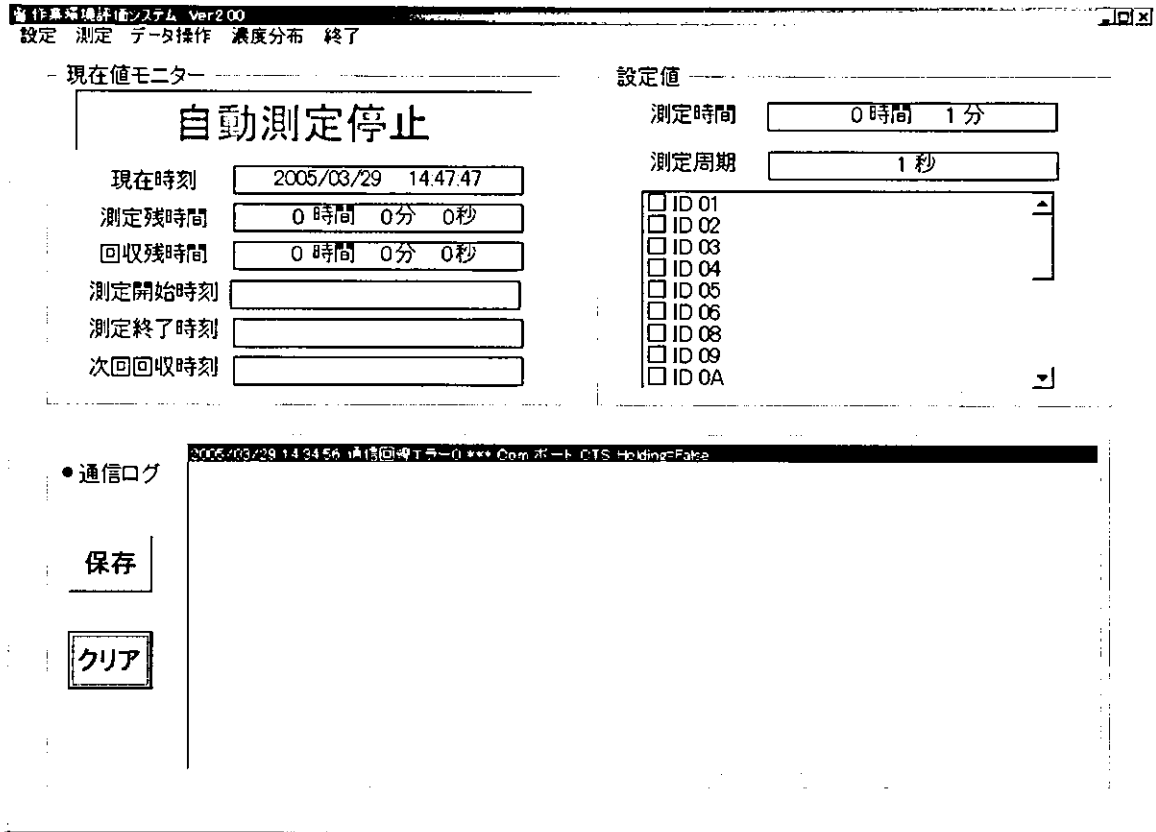 作業環境評価システム Ver2.00
設定 測定 データ操作 濃度分布 終了
現在値モニター
自動測定停止
現在時刻 2005/03/29 14:47:47
測定残時間 0 時間 0分 0秒
回収残時間 0 時間 0分 0秒
測定開始時刻
測定終了時刻
次回回収時刻
設定値
測定時間 0 時間 1 分
測定周期 1 秒
ID 01
ID 02
ID 03
ID 04
ID 05
ID 06
ID 08
ID 09
ID 0A
●通信ログ
2005/03/29 14:34:56 通信回線エラー0 *** Com ポート CTS Holding=False
保存
クリア